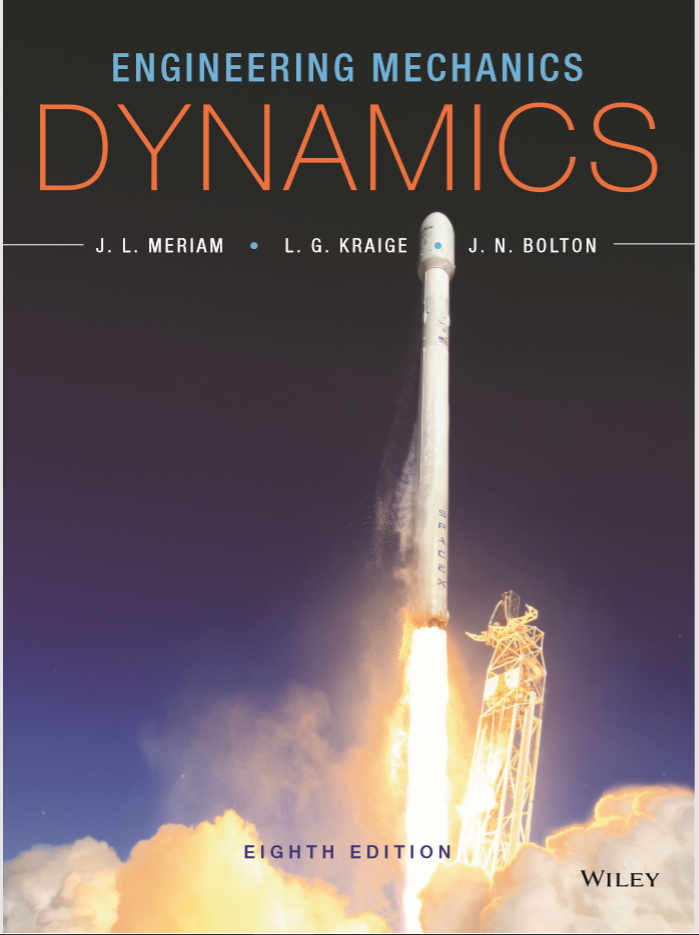 ENGINEERING MECHANICS
DYNAMICS
J. L. MERIAM • L. G. KRAIGE • J. N. BOLTON
EIGHTH EDITION
WILEY